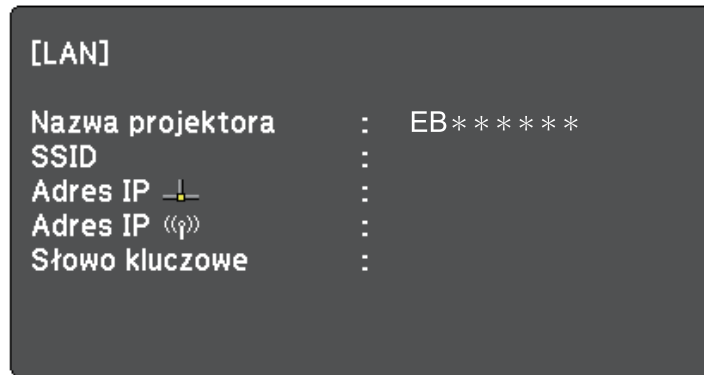 [LAN]
Nazwa projektora : EB******
SSID :
Adres IP :
Adres IP :
Słowo kluczowe :